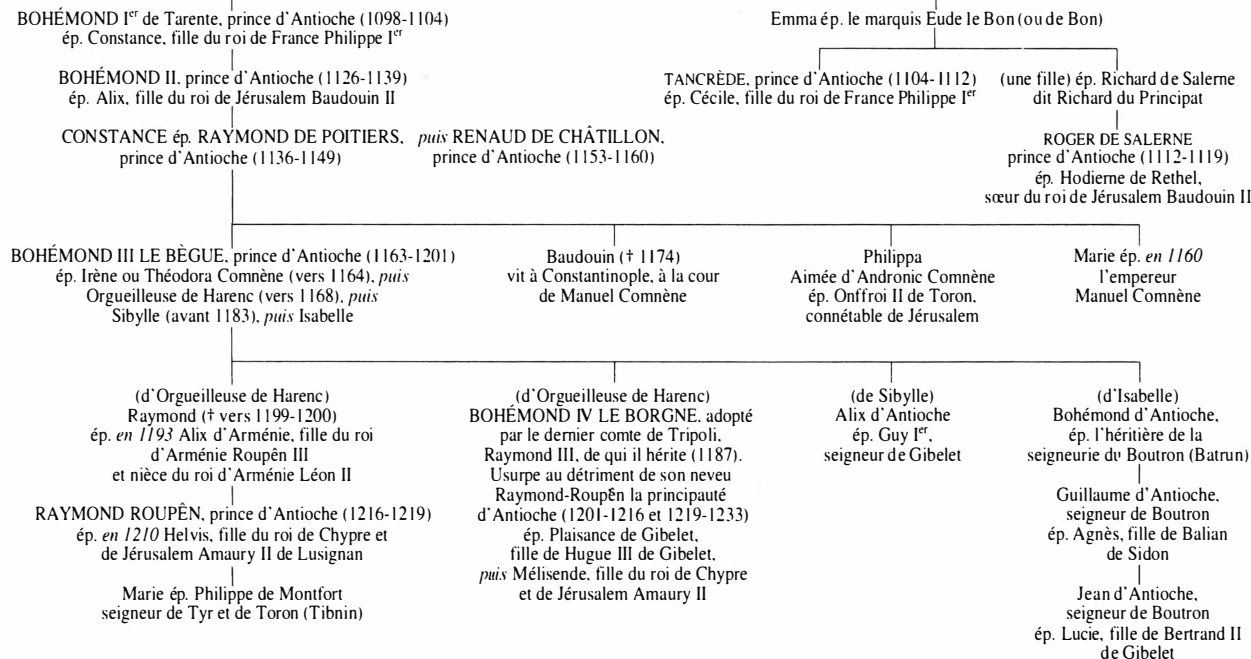 BOHÉMOND Ier de Tarente, prince d'Antioche (1098-1104)
ép. Constance, fille du roi de France Philippe Ier
Emma ép. le marquis Eude le Bon (ou de Bon)
BOHÉMOND II, prince d'Antioche (1126-1139)
ép. Alix, fille du roi de Jérusalem Baudouin II
TANCRÈDE, prince d'Antioche (1104-1112)
ép. Cécile, fille du roi de France Philippe Ier
(une fille) ép. Richard de Salerne
dit Richard du Principat
CONSTANCE ép. RAYMOND DE POITIERS,
prince d'Antioche (1136-1149)
puis RENAUD DE CHÂTILLON,
prince d'Antioche (1153-1160)
ROGER DE SALERNE
prince d'Antioche (1112-1119)
ép. Hodierne de Rethel,
sœur du roi de Jérusalem Baudouin II
BOHÉMOND III LE BÈGUE, prince d'Antioche (1163-1201)
ép. Irène ou Théodora Comnène (vers 1164), puis
Orgueilleuse de Harenc (vers 1168), puis
Sibylle (avant 1183), puis Isabelle
Baudouin († 1174)
vit à Constantinople, à la cour
de Manuel Comnène
Philippa
Aimée d'Andronic Comnène
ép. Onffroi II de Toron,
connétable de Jérusalem
Marie ép. en 1160
l'empereur
Manuel Comnène
(d'Orgueilleuse de Harenc)
Raymond († vers 1199-1200)
ép. en 1193 Alix d'Arménie, fille du roi
d'Arménie Roupên III
et nièce du roi d'Arménie Léon II
(d'Orgueilleuse de Harenc)
BOHÉMOND IV LE BORGNE, adopté
par le dernier comte de Tripoli,
Raymond III, de qui il hérite (1187).
Usurpe au détriment de son neveu
Raymond-Roupên la principauté
d'Antioche (1201-1216 et 1219-1233)
ép. Plaisance de Gibelet,
fille de Hugue III de Gibelet,
puis Mélisende, fille du roi de Chypre
et de Jérusalem Amaury II
(de Sibylle)
Alix d'Antioche
ép. Guy Ier,
seigneur de Gibelet
(d'Isabelle)
Bohémond d'Antioche,
ép. l'héritière de la
seigneurie du Boutron (Batrun)
RAYMOND ROUPÊN, prince d'Antioche (1216-1219)
ép. en 1210 Helvis, fille du roi de Chypre et
de Jérusalem Amaury II de Lusignan
Guillaume d'Antioche,
seigneur de Boutron
ép. Agnès, fille de Balian
de Sidon
Marie ép. Philippe de Montfort
seigneur de Tyr et de Toron (Tibnin)
Jean d'Antioche,
seigneur de Boutron
ép. Lucie, fille de Bertrand II
de Gibelet